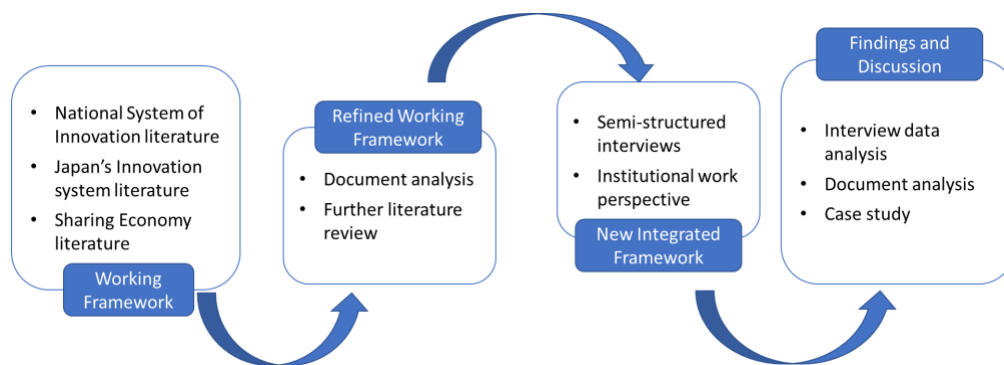 • National System of
Innovation literature
• Japan's Innovation
system literature
• Sharing Economy
literature
Working
Framework
Refined Working
Framework
• Document analysis
• Further literature
review
• Semi-structured
interviews
• Institutional work
perspective
New Integrated
Framework
Findings and
Discussion
• Interview data
analysis
• Document analysis
• Case study